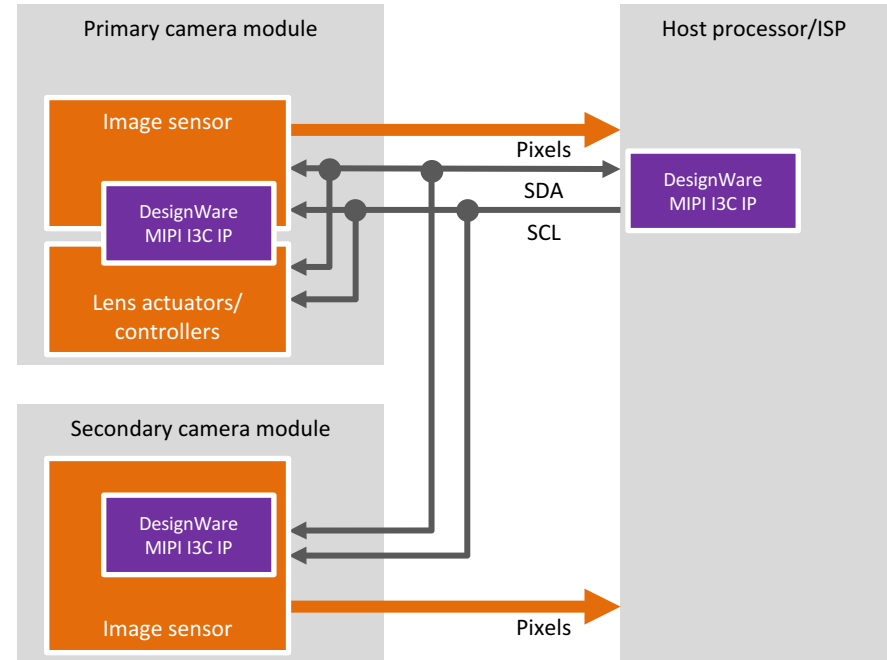 Primary camera module
Host processor/ISP
Image sensor
Pixels
SDA
SCL
DesignWare
MIPI I3C IP
DesignWare
MIPI I3C IP
Lens actuators/
controllers
Secondary camera module
DesignWare
MIPI I3C IP
Image sensor
Pixels